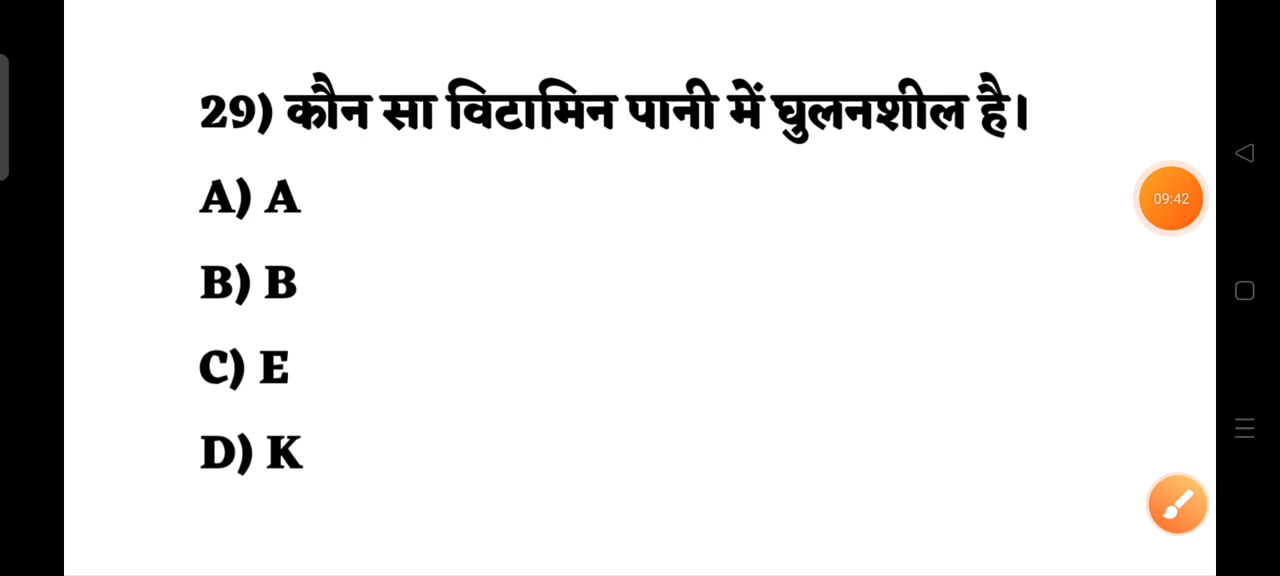 29) कौन सा विटामिन पानी में घुलनशील है।
A) A
B) B
C) E
D) K
09:42